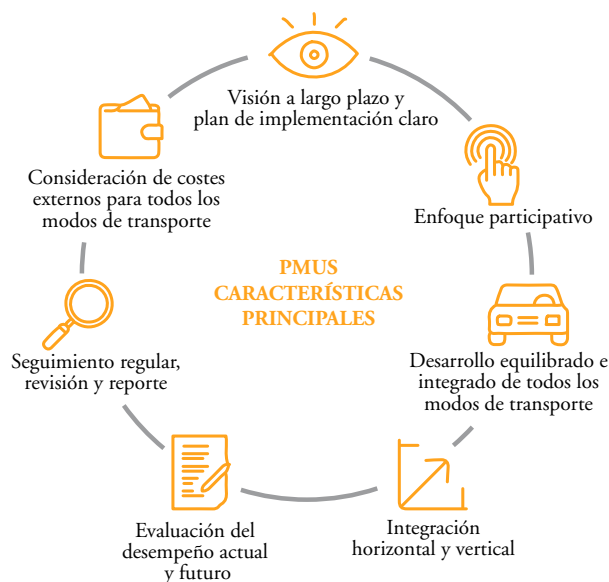 Visión a largo plazo y
plan de implementación claro
Enfoque participativo
Desarrollo equilibrado e
integrado de todos los
modos de transporte
Integración
horizontal y vertical
Evaluación del
desempeño actual
y futuro
Seguimiento regular,
revisión y reporte
Consideración de costes
externos para todos los
modos de transporte
PMUS
CARACTERÍSTICAS
PRINCIPALES